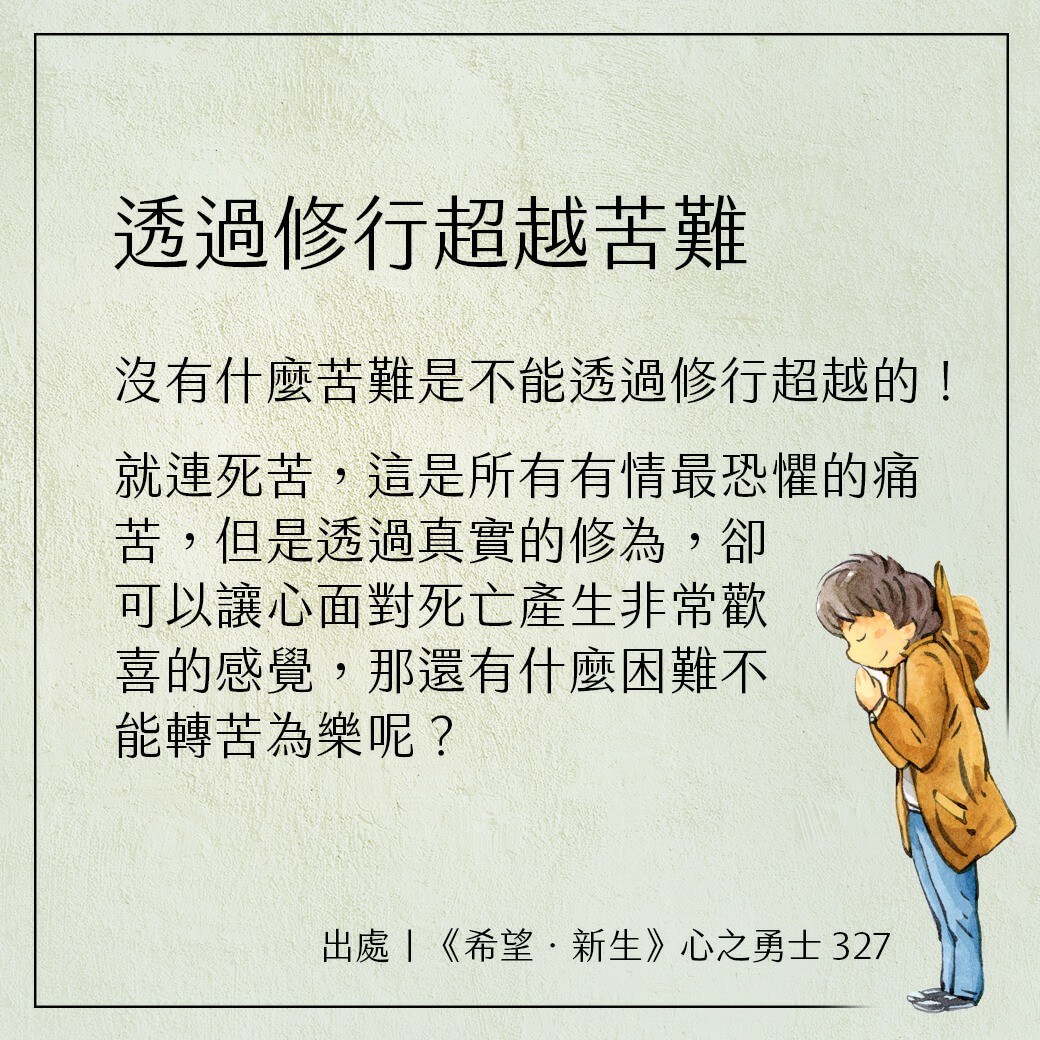 透過修行超越苦難
沒有什麼苦難是不能透過修行超越的！
就連死苦，這是所有有情最恐懼的痛
苦，但是透過真實的修為，卻
可以讓心面對死亡產生非常歡
喜的感覺，那還有什麼困難不
能轉苦為樂呢？
出處｜《希望．新生》心之勇士 327